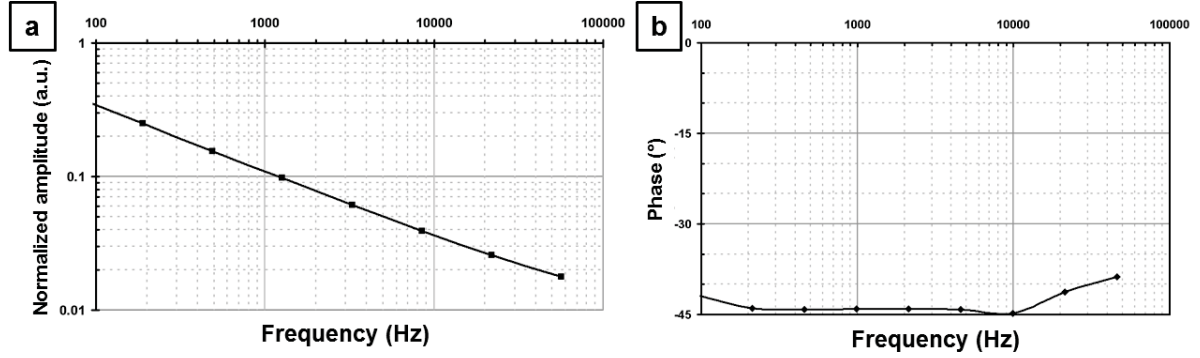 a
100 1000 10000 100000
1
0.1
0.01
Normalized amplitude (a.u.)
Frequency (Hz)
b
100 1000 10000 100000
0
-15
-30
-45
Phase (°)
Frequency (Hz)